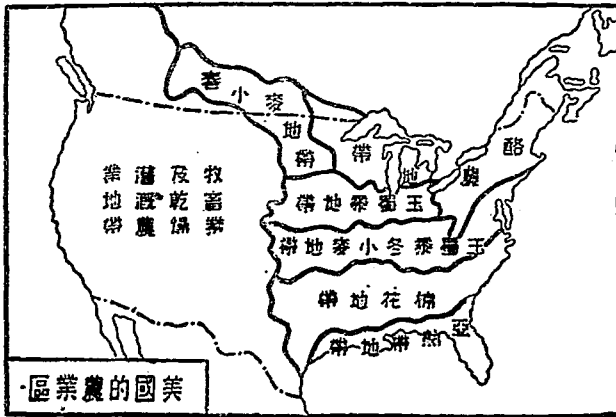 春小麥地帶
酪農地帶
牧畜業
及乾燥
灌溉農
業地帶
玉蜀黍地帶
玉蜀黍冬小麥地帶
棉花地帶
亞熱帶地帶
美國的農業區